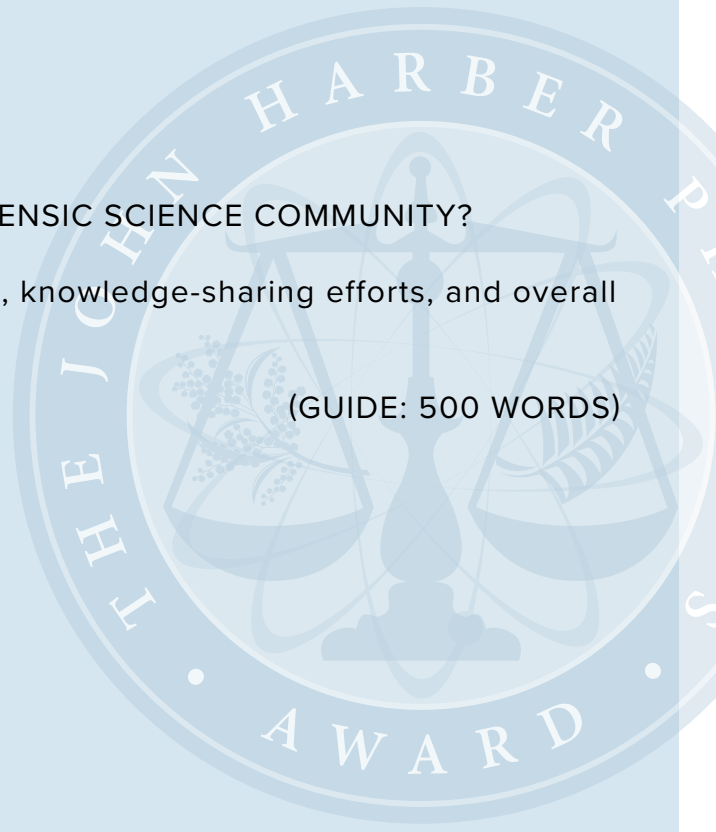 ENSIC SCIENCE COMMUNITY?
, knowledge-sharing efforts, and overall
(GUIDE: 500 WORDS)
THE JOHN HARBER P
AWARD